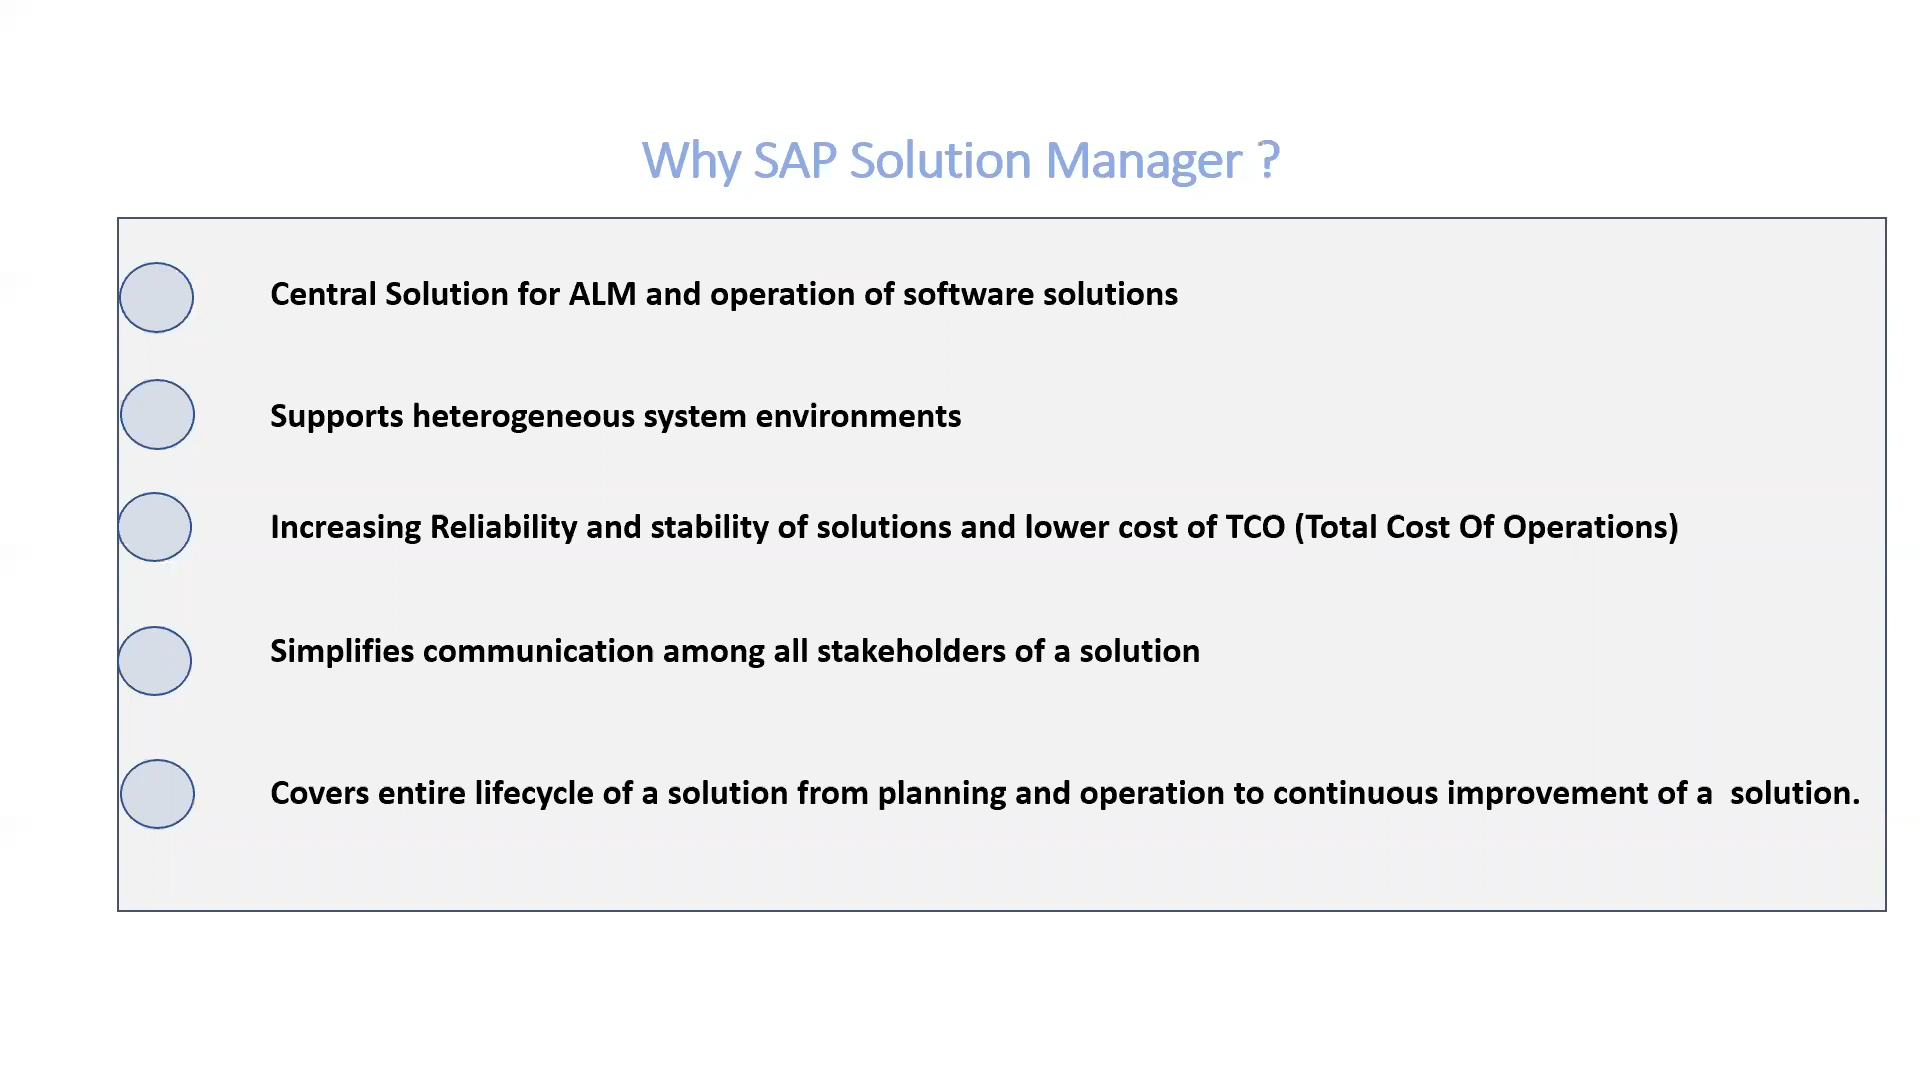 Why SAP Solution Manager ?
Central Solution for ALM and operation of software solutions
Supports heterogeneous system environments
Increasing Reliability and stability of solutions and lower cost of TCO (Total Cost Of Operations)
Simplifies communication among all stakeholders of a solution
Covers entire lifecycle of a solution from planning and operation to continuous improvement of a  solution.